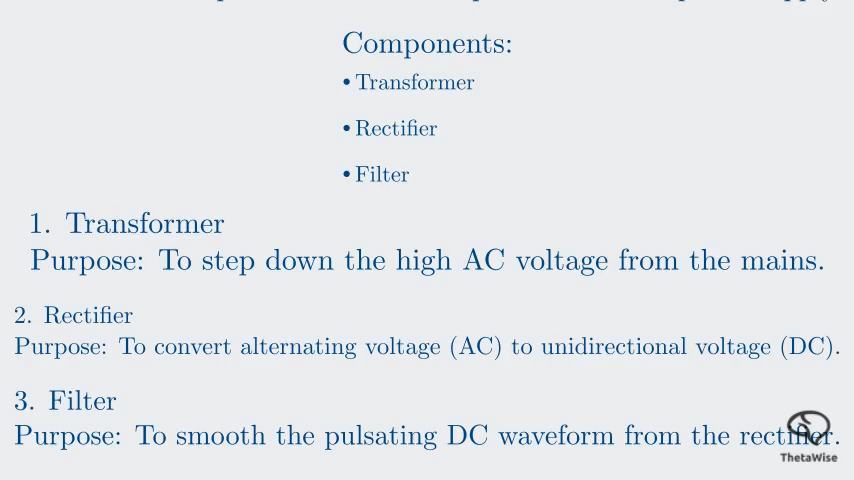 Components:
• Transformer
• Rectifier
• Filter
1. Transformer
Purpose: To step down the high AC voltage from the mains.
2. Rectifier
Purpose: To convert alternating voltage (AC) to unidirectional voltage (DC).
3. Filter
Purpose: To smooth the pulsating DC waveform from the rectifier.
ThetaWise